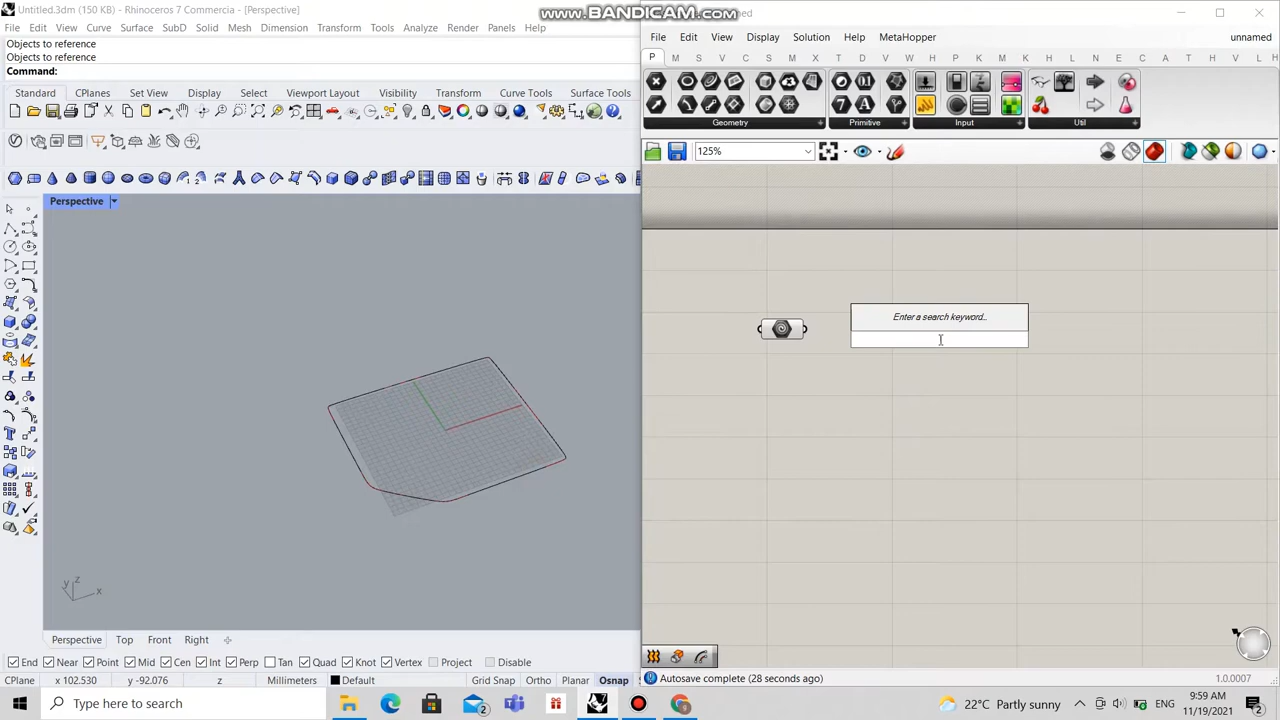 Untitled.3dm (150 KB) - Rhinoceros 7 Commercia - [Perspective]
www.BANDICAM.com
File Edit View Curve Surface SubD Solid Mesh Dimension Transform Tools Analyze Render Panels Help
File Edit View Display Solution Help MetaHopper unnamed
Objects to reference
Objects to reference
Command:
P M S V C S M X T D A V W H P K M K D A T H L F S E C B T H V L H
Standard CPlanes Set View Display Select Viewport Layout Visibility Transform Curve Tools Surface Tools
Geometry Primitive Input Util
125%
Perspective
Enter a search keyword...
y z x
Perspective Top Front Right
End Near Point Mid Cen Int Perp Tan Quad Knot Vertex Project Disable
CPlane x 102.530 y -92.076 z Millimeters Default Grid Snap Ortho Planar Osnap
Autosave complete (28 seconds ago) 1.0.0007
Type here to search
22°C Partly sunny ENG 9:59 AM
11/19/2021